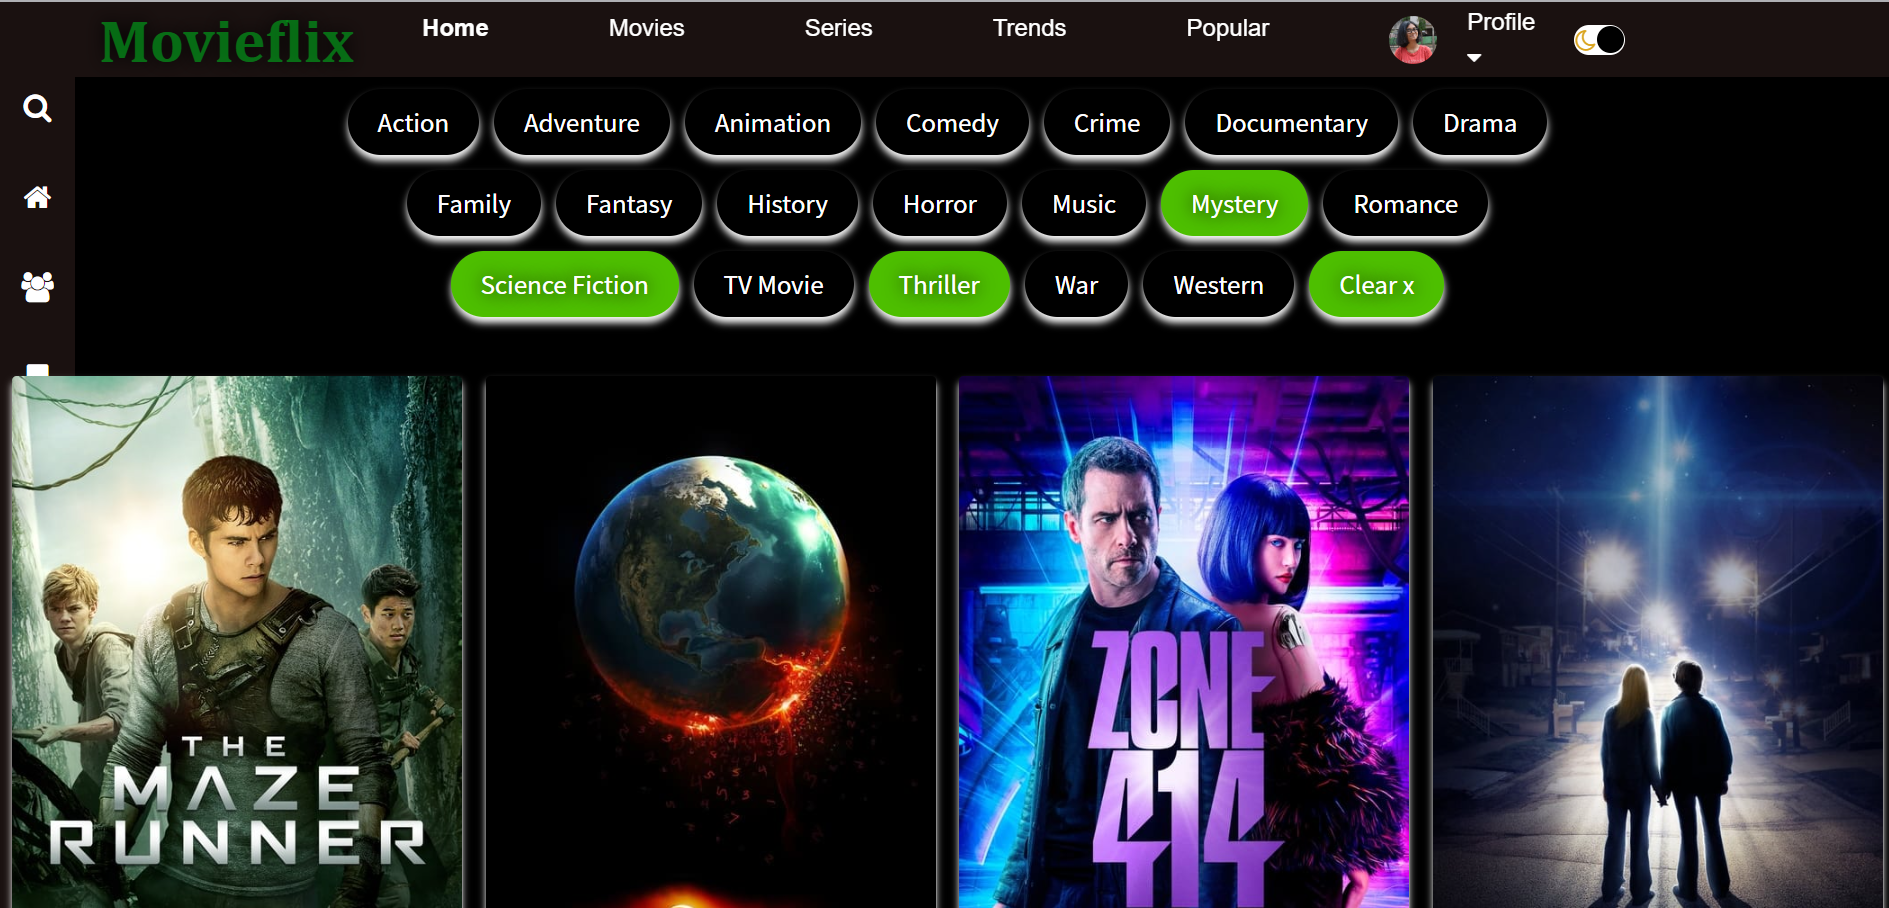 Movieflix
Home Movies Series Trends Popular Profile
Action Adventure Animation Comedy Crime Documentary Drama
Family Fantasy History Horror Music Mystery Romance
Science Fiction TV Movie Thriller War Western Clear x
THE
MAZE
RUNNER
ZONE
414